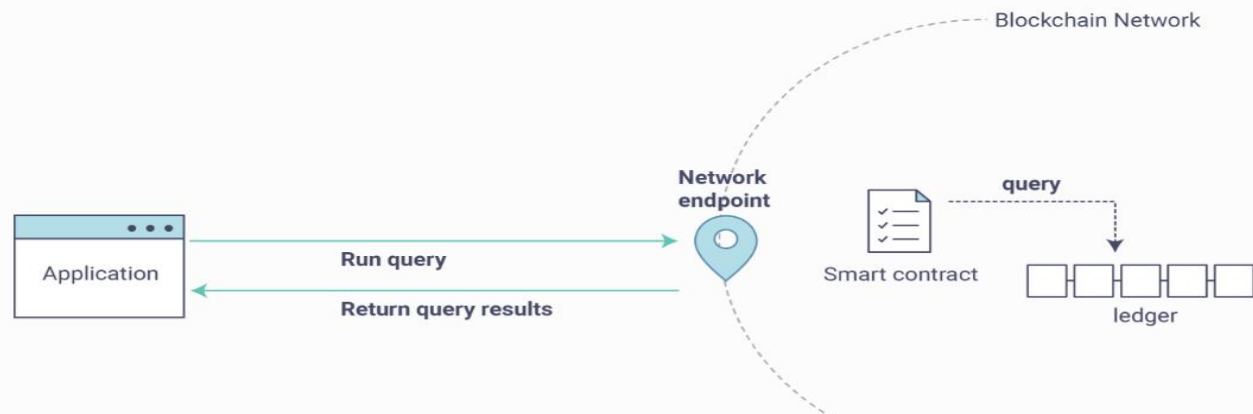 Blockchain Network
Network
endpoint
query
Run query
Application
Smart contract
Return query results
ledger